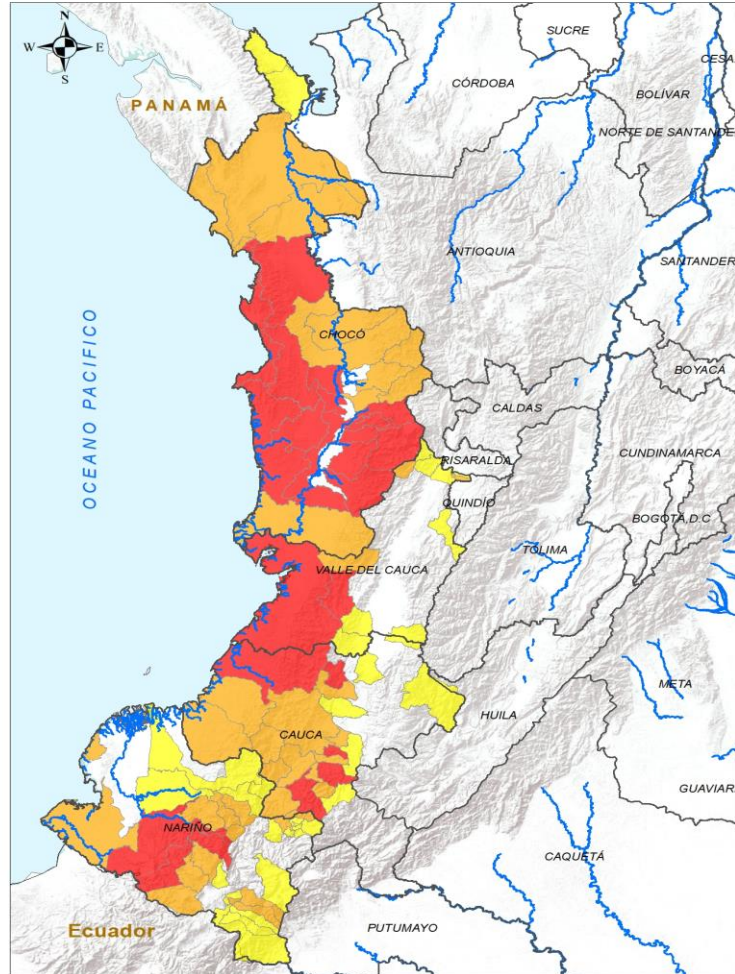 N
W E
S
SUCRE
CESA
CÓRDOBA
BOLÍVAR
PANAMÁ
NORTE DE SANTANDE
ANTIOQUIA
SANTANDER
OCEANO PACIFICO
CHOCÓ
BOYACÁ
CALDAS
CUNDINAMARCA
RISARALDA
QUINDÍO
BOGOTÁ, D.C
TOLIMA
VALLE DEL CAUCA
META
HUILA
CAUCA
GUAVIAR
NARIÑO
CAQUETÁ
Ecuador
PUTUMAYO